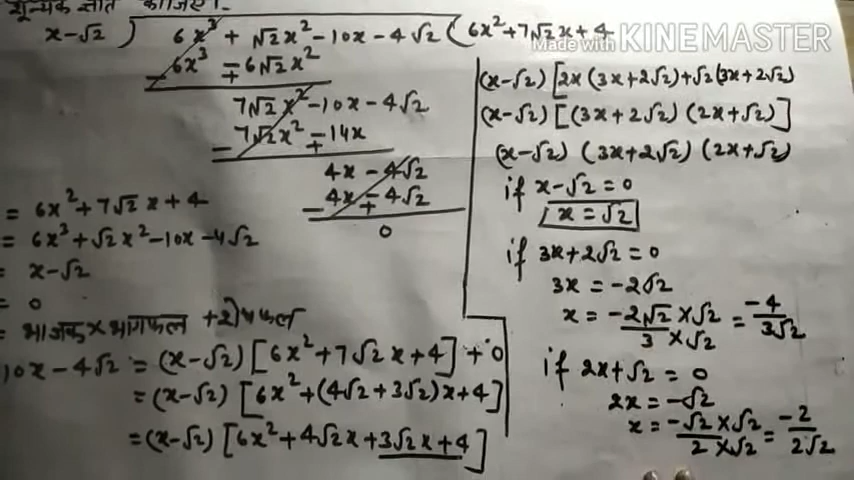 शून्यक ज्ञात कीजिए।
Made with KINEMASTER
x-√2 ) 6x³ + √2x² -10x -4√2 ( 6x²+7√2x+4
6x³ ∓ 6√2x²
7√2x² -10x -4√2
7√2x² ∓ 14x
4x - 4√2
4x ∓ 4√2
0
= 6x²+7√2 x +4
= 6x³+√2x²-10x-4√2
= x-√2
= 0
= भाजक × भागफल +
10x-4√2 = (x-√2) [6x²+7√2x+4] + 0
= (x-√2) [6x²+(4√2+3√2)x+4]
= (x-√2) [6x²+4√2x+3√2x+4]
(x-√2) [2x (3x+2√2)+√2(3x+2√2)
(x-√2) [(3x+2√2) (2x+√2)]
(x-√2) (3x+2√2) (2x+√2)
if x-√2 = 0
x = √2
if 3x+2√2 = 0
3x = -2√2
x = -2√2/3 × √2/√2 = -4/3√2
if 2x+√2 = 0
2x = -√2
x = -√2/2 × √2/√2 = -2/2√2